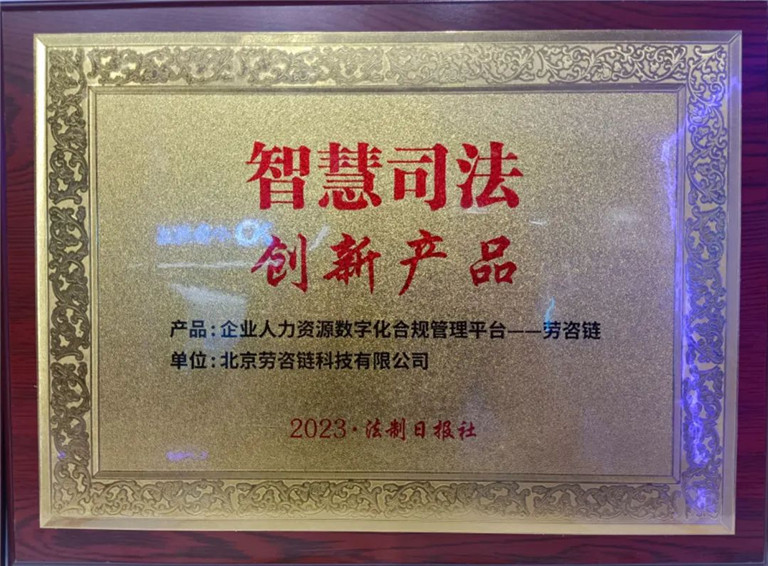 智慧司法
创新产品
产品：企业人力资源数字化合规管理平台——劳咨链
单位：北京劳咨链科技有限公司
2023·法制日报社